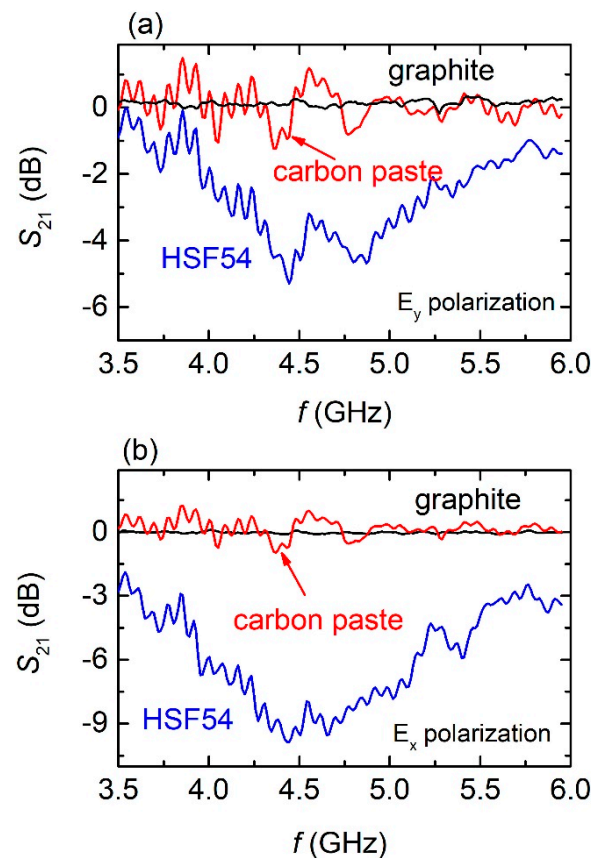 (a)
graphite
0
carbon paste
-2
S21 (dB)
-4
HSF54
-6
Ey polarization
3.5 4.0 4.5 5.0 5.5 6.0
f (GHz)
(b)
graphite
0
-3
carbon paste
S21 (dB)
-6
HSF54
-9
Ex polarization
3.5 4.0 4.5 5.0 5.5 6.0
f (GHz)